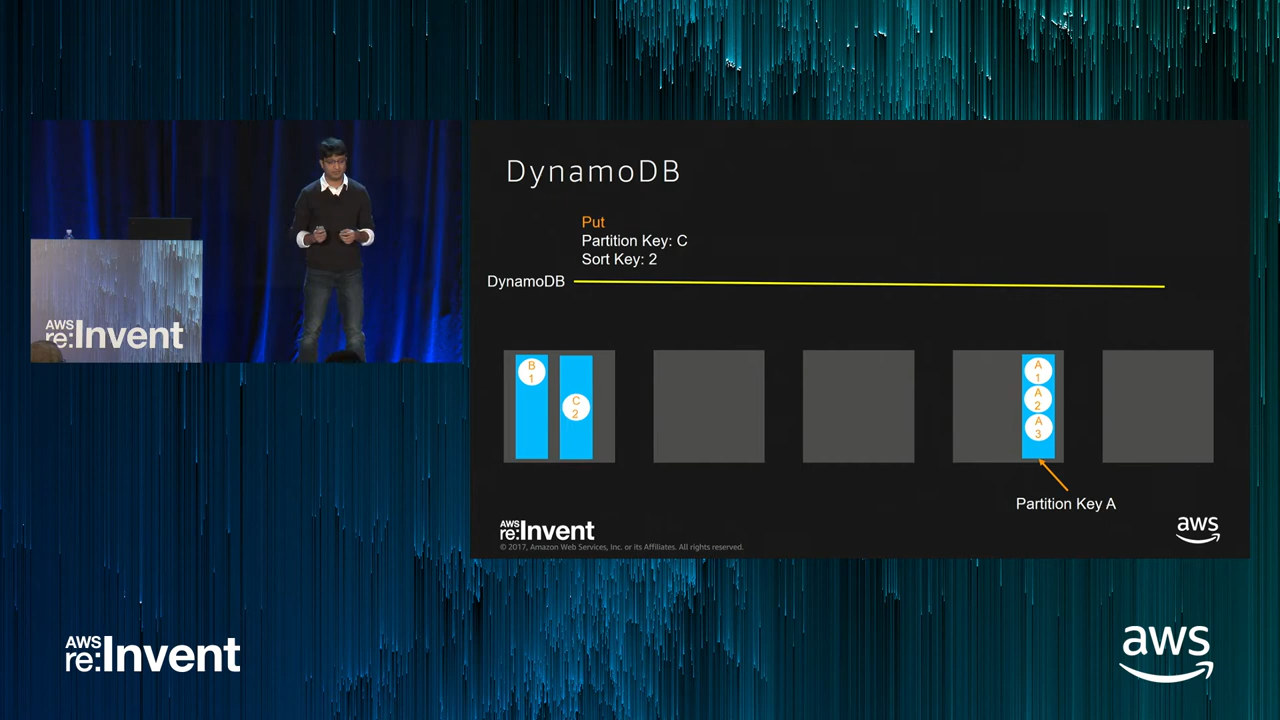 DynamoDB
Put
Partition Key: C
Sort Key: 2
DynamoDB
B
1
C
2
A
1
A
2
A
3
Partition Key A
AWS
re:Invent
© 2017, Amazon Web Services, Inc. or its Affiliates. All rights reserved.
aws
AWS
re:Invent
AWS
re:Invent
aws